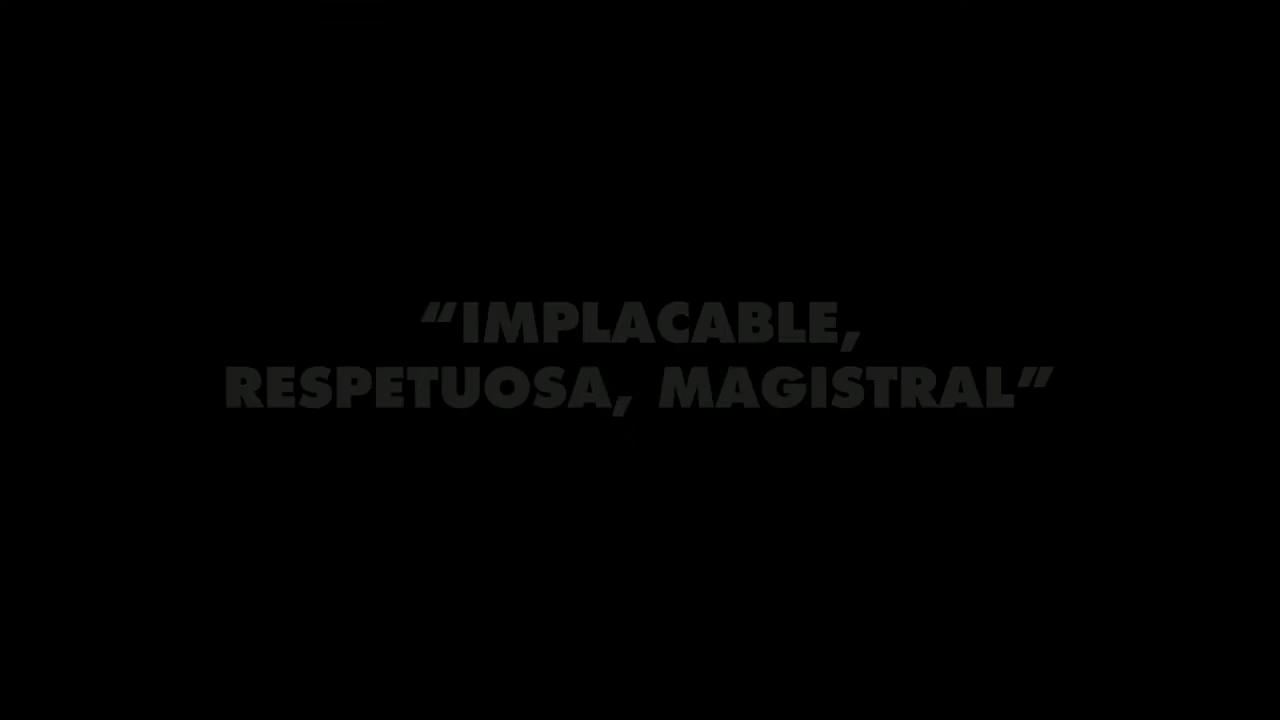 “IMPLACABLE,
RESPETUOSA, MAGISTRAL”